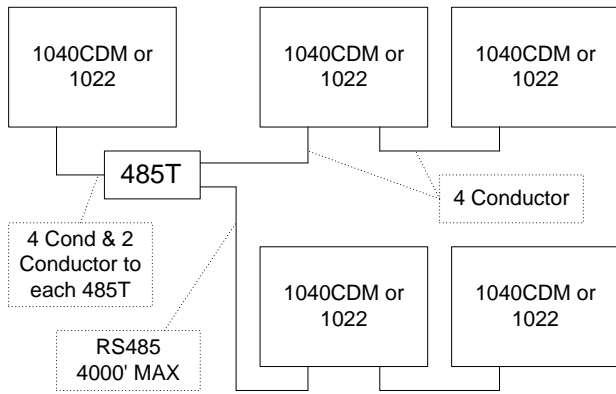 1040CDM or
1022
1040CDM or
1022
1040CDM or
1022
485T
4 Conductor
4 Cond & 2
Conductor to
each 485T
1040CDM or
1022
1040CDM or
1022
RS485
4000' MAX